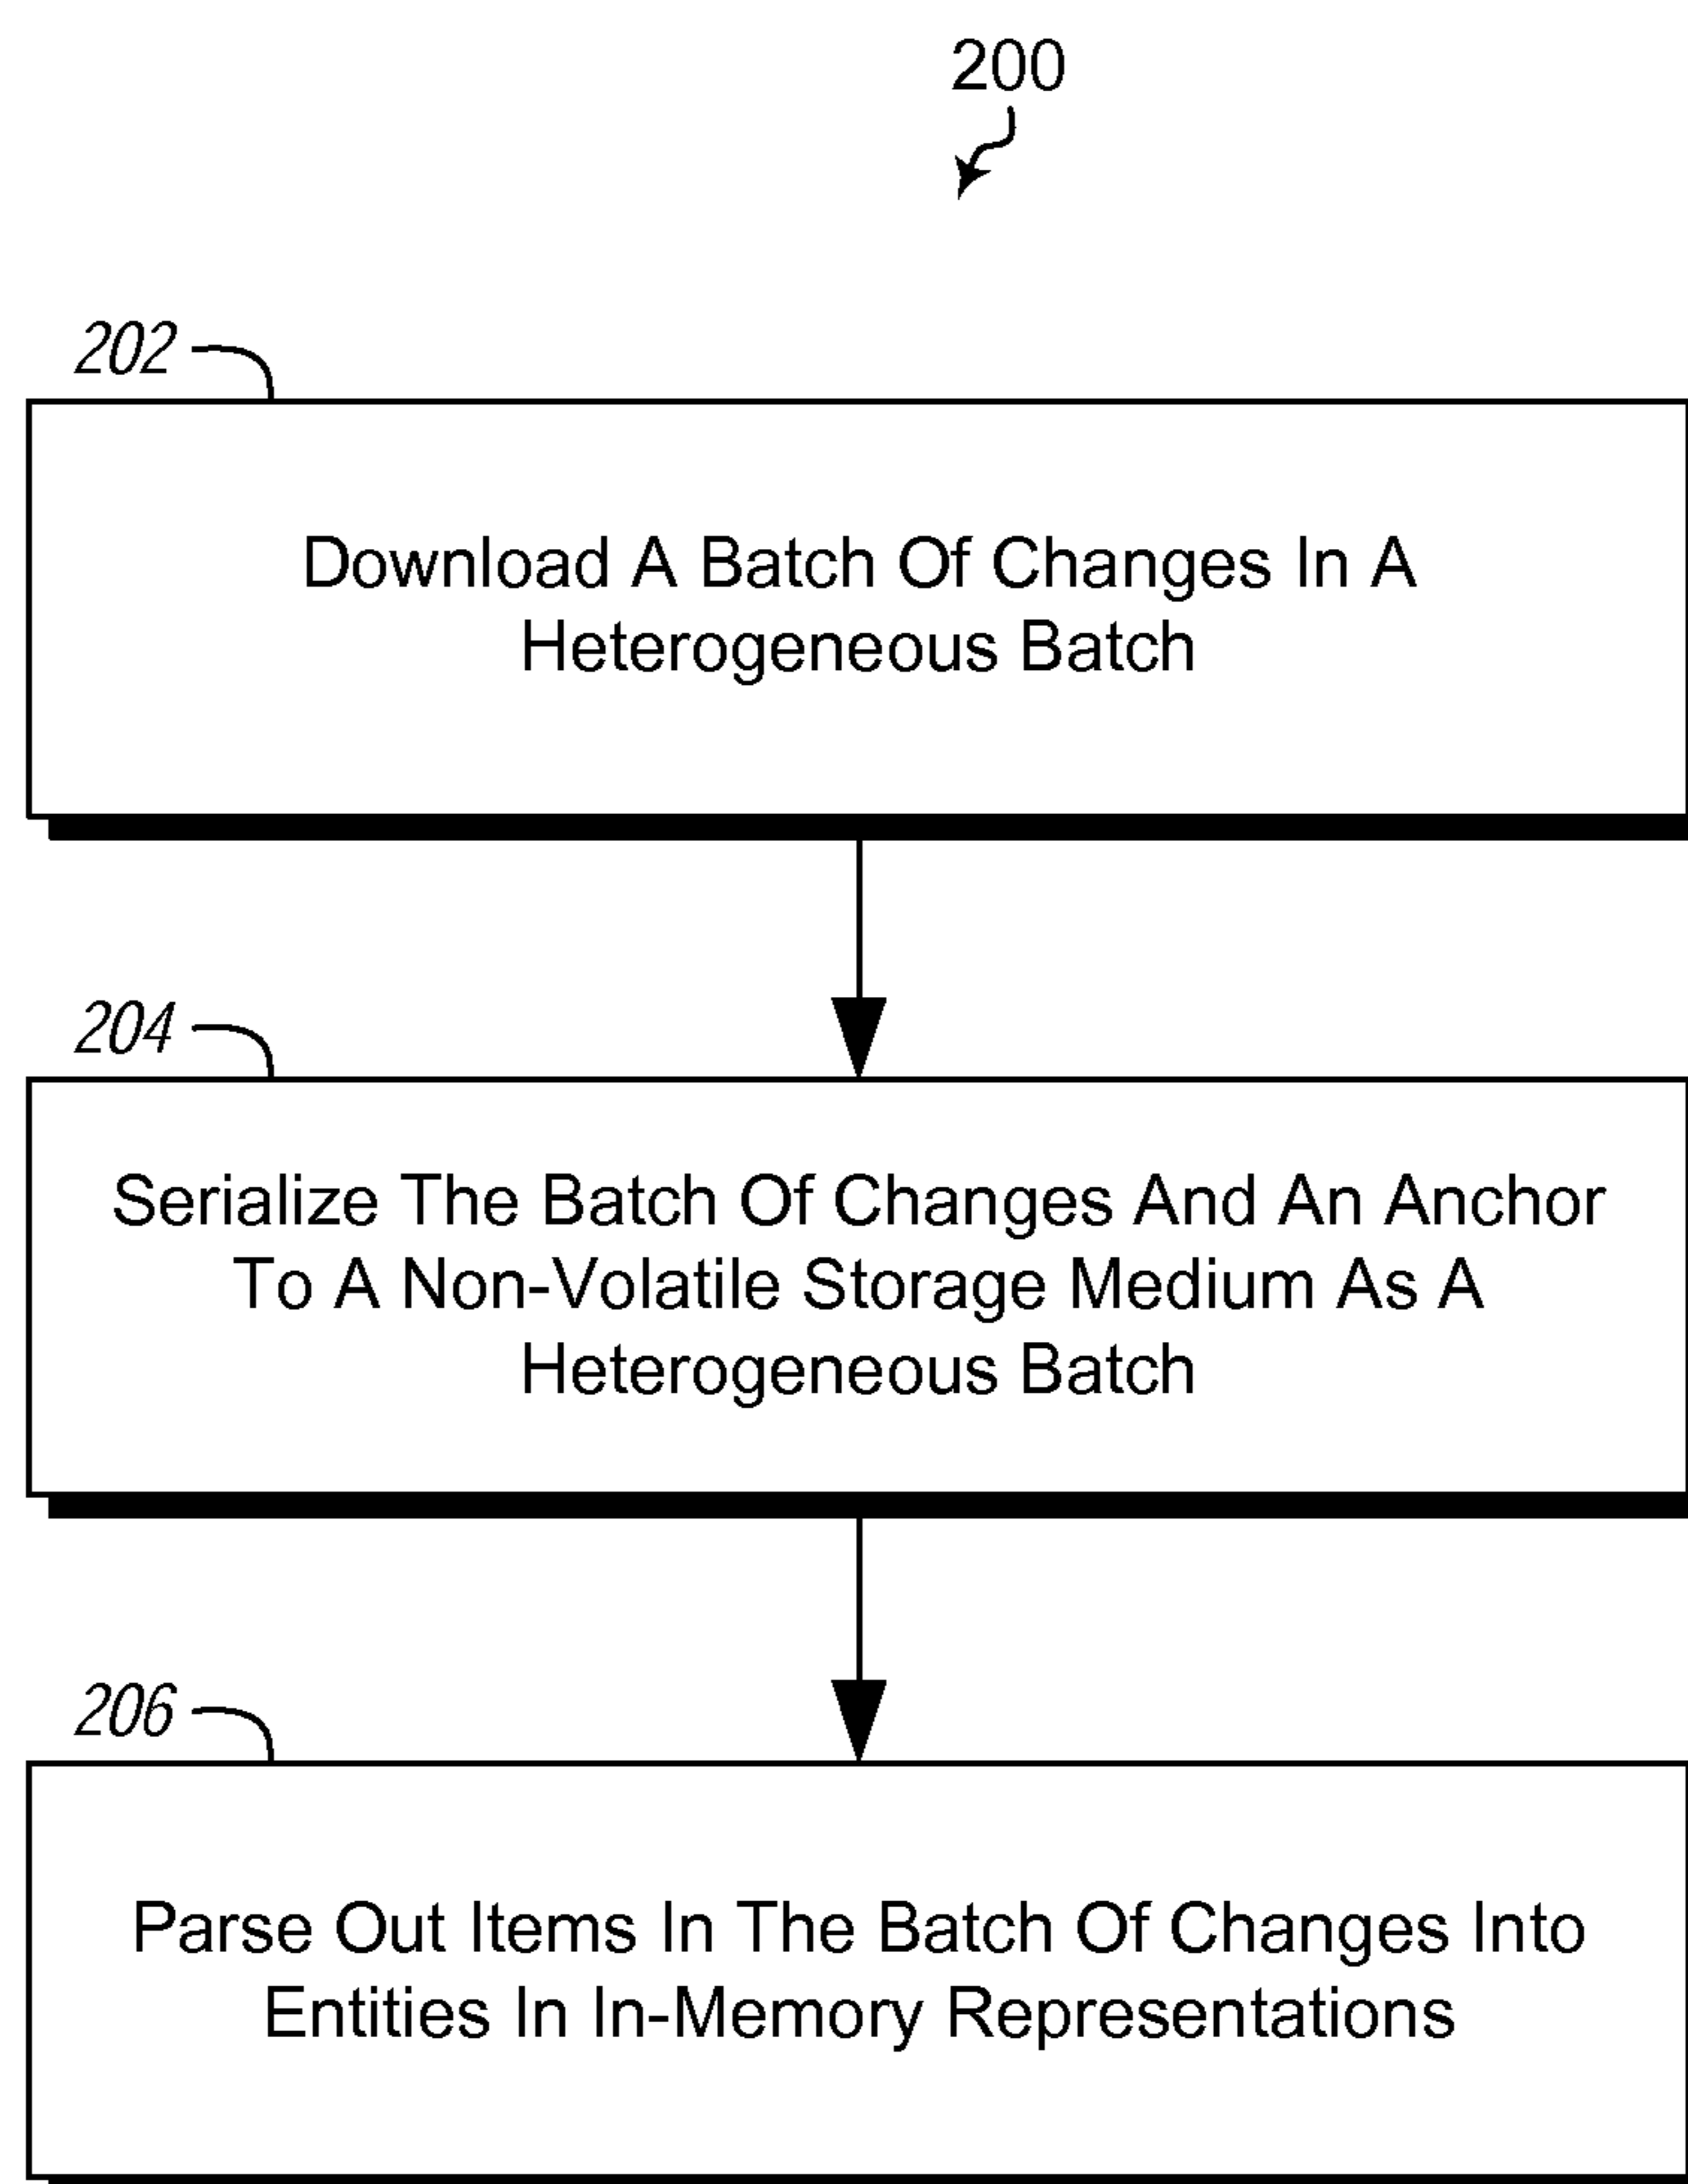 200
202
Download A Batch Of Changes In A
Heterogeneous Batch
204
Serialize The Batch Of Changes And An Anchor
To A Non-Volatile Storage Medium As A
Heterogeneous Batch
206
Parse Out Items In The Batch Of Changes Into
Entities In In-Memory Representations